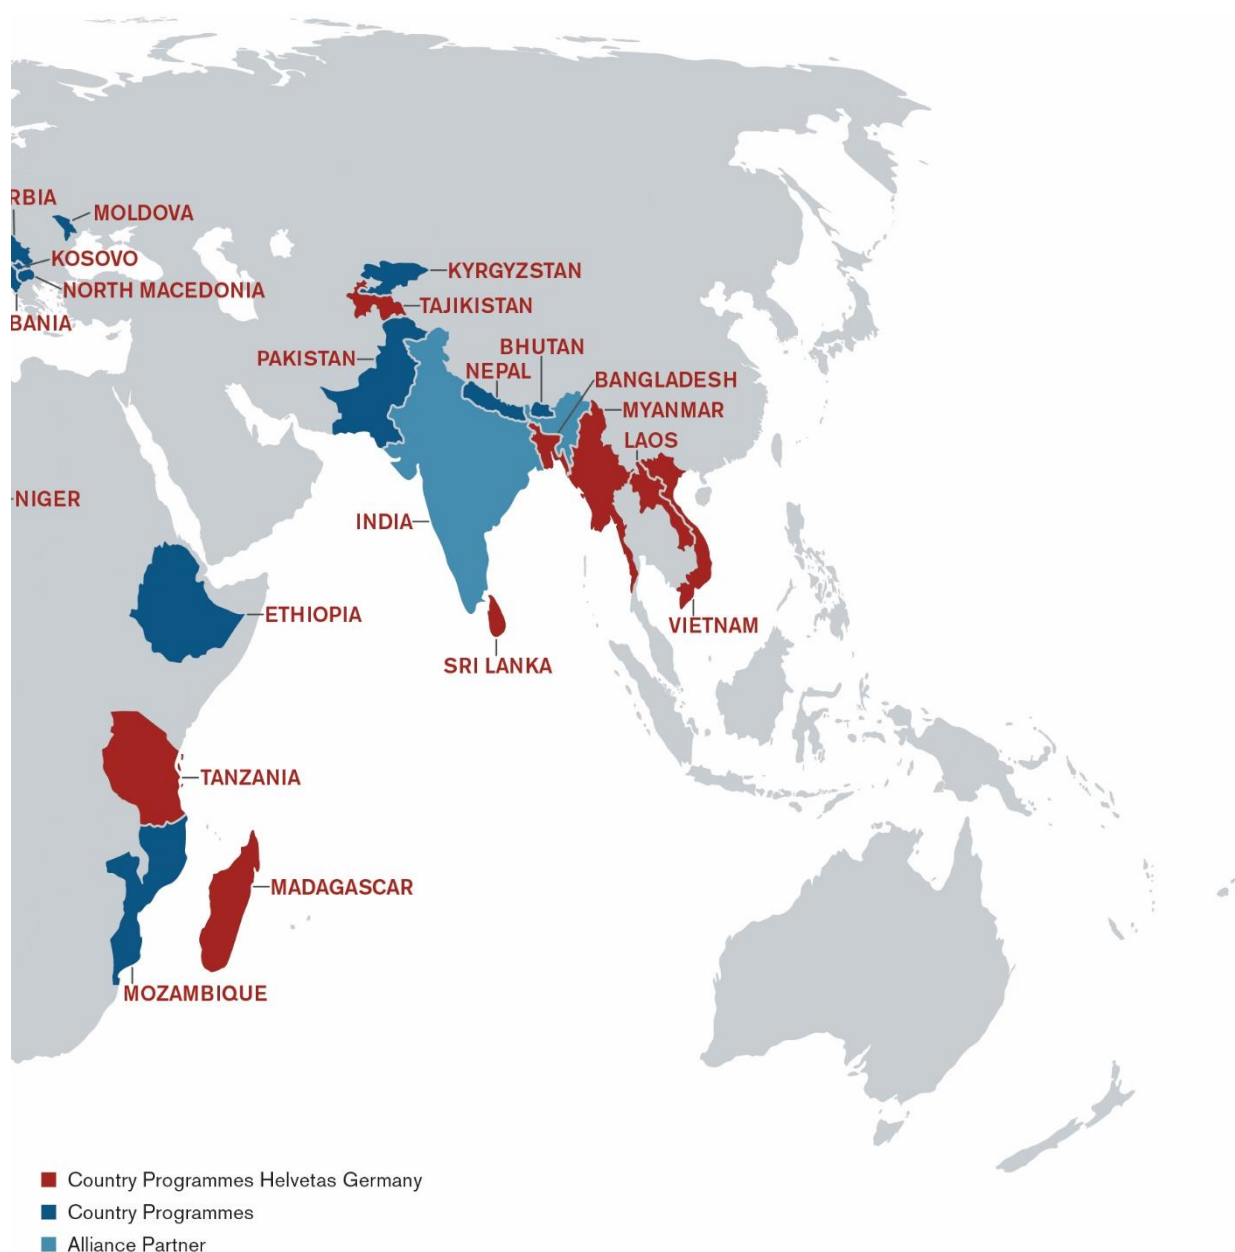 RBIA
MOLDOVA
KOSOVO
NORTH MACEDONIA
BANIA
KYRGYZSTAN
TAJIKISTAN
PAKISTAN
BHUTAN
NEPAL
BANGLADESH
MYANMAR
LAOS
NIGER
INDIA
ETHIOPIA
VIETNAM
SRI LANKA
TANZANIA
MADAGASCAR
MOZAMBIQUE
Country Programmes Helvetas Germany
Country Programmes
Alliance Partner